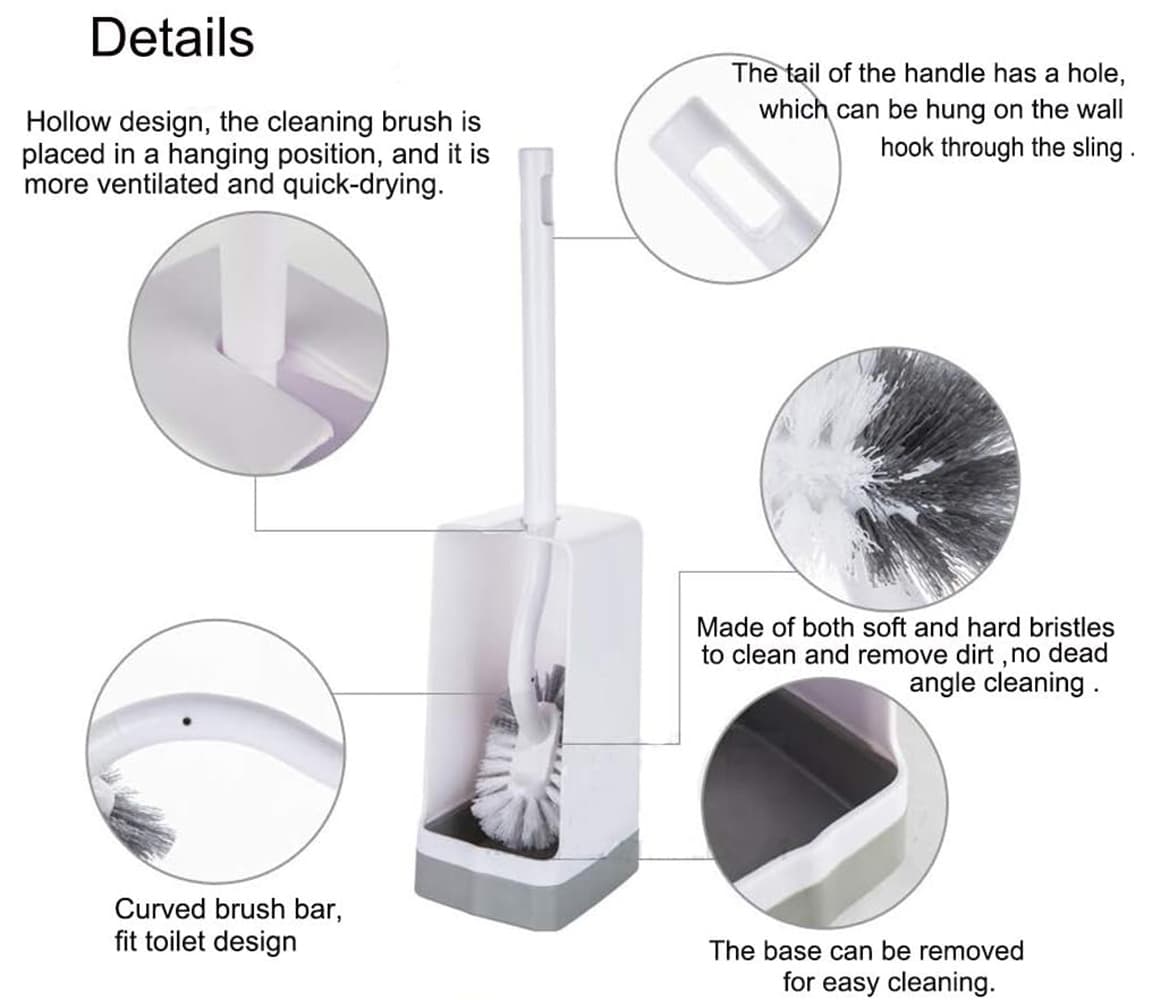 Details
Hollow design, the cleaning brush is
placed in a hanging position, and it is
more ventilated and quick-drying.
The tail of the handle has a hole,
which can be hung on the wall
hook through the sling .
Made of both soft and hard bristles
to clean and remove dirt ,no dead
angle cleaning .
Curved brush bar,
fit toilet design
The base can be removed
for easy cleaning.